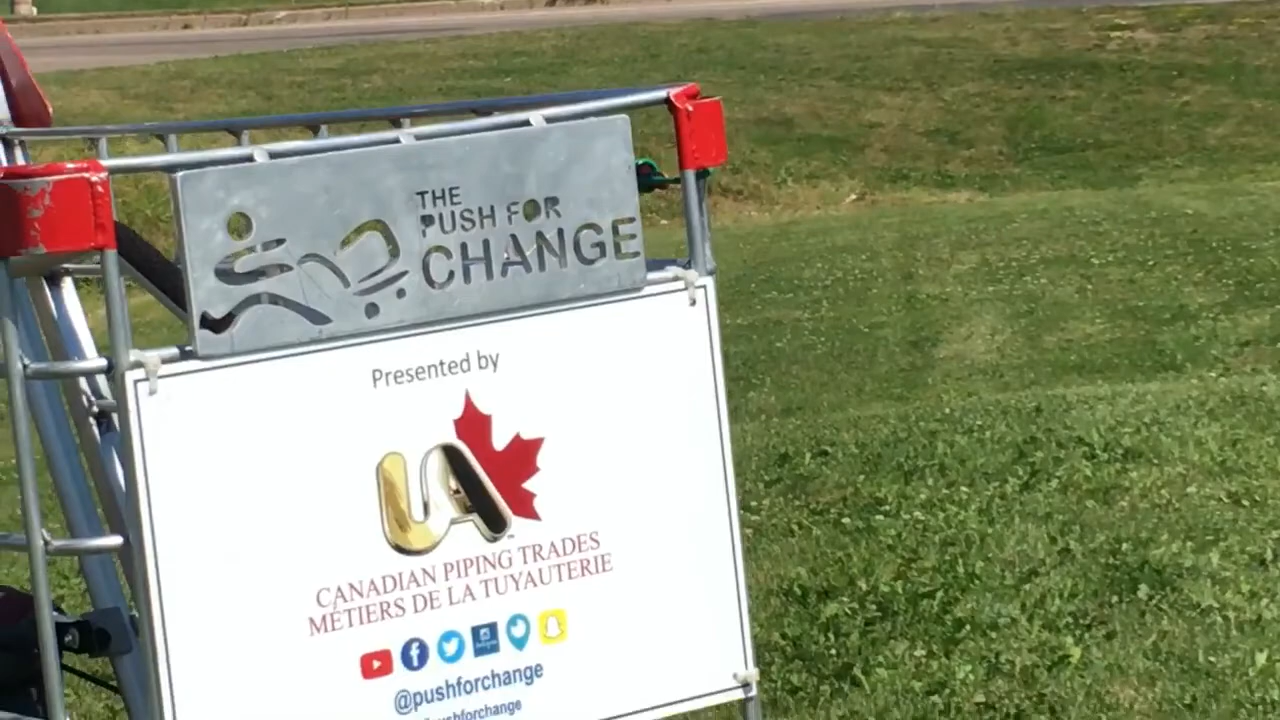 THE
PUSH FOR
CHANGE
Presented by
UA
CANADIAN PIPING TRADES
MÉTIERS DE LA TUYAUTERIE
@pushforchange